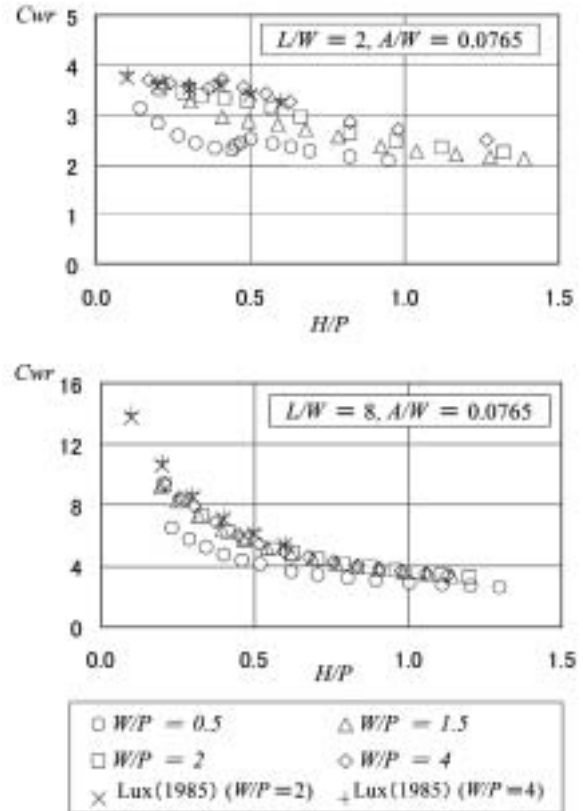 Cwr
5
L/W = 2, A/W = 0.0765
4
3
2
1
0
0.0 0.5 1.0 1.5
H/P
Cwr
16
L/W = 8, A/W = 0.0765
12
8
4
0
0.0 0.5 1.0 1.5
H/P
W/P = 0.5 W/P = 1.5
W/P = 2 W/P = 4
Lux(1985) (W/P=2) Lux(1985) (W/P=4)